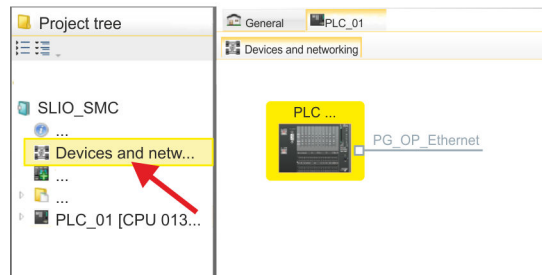 Project tree
General
PLC_01
Devices and networking
SLIO_SMC
...
Devices and netw...
...
...
PLC_01 [CPU 013...
PLC ...
PG_OP_Ethernet